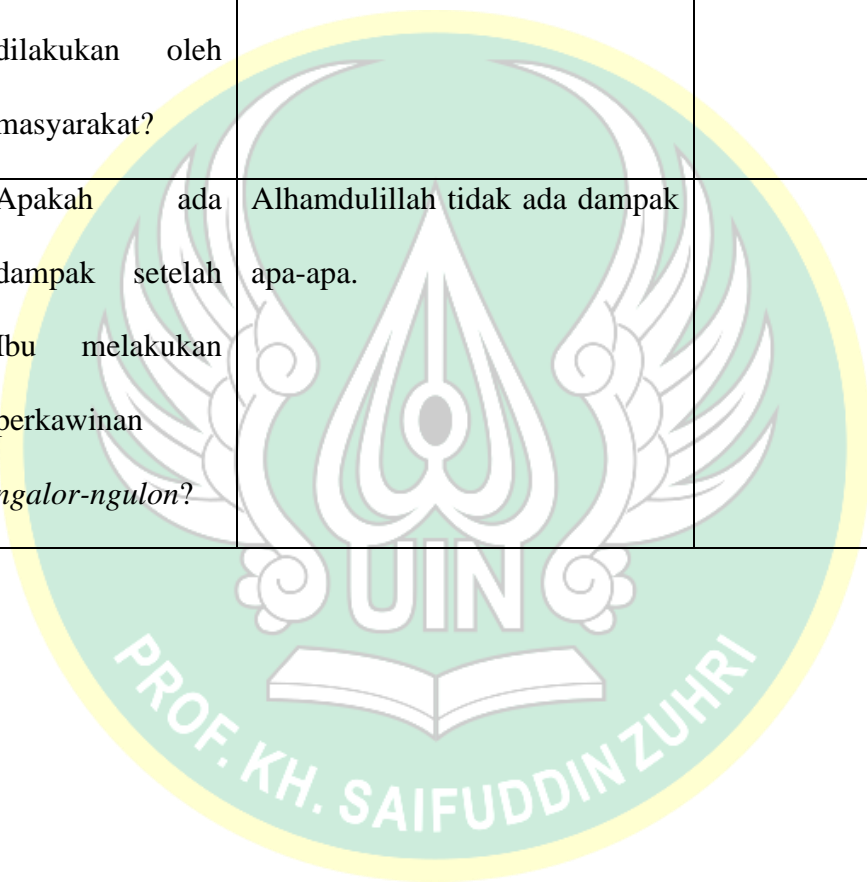 dilakukan oleh
masyarakat?
Apakah ada
dampak setelah
Ibu melakukan
perkawinan
ngalor-ngulon?
Alhamdulillah tidak ada dampak
apa-apa.
UIN
PROF. KH. SAIFUDDIN ZUHRI